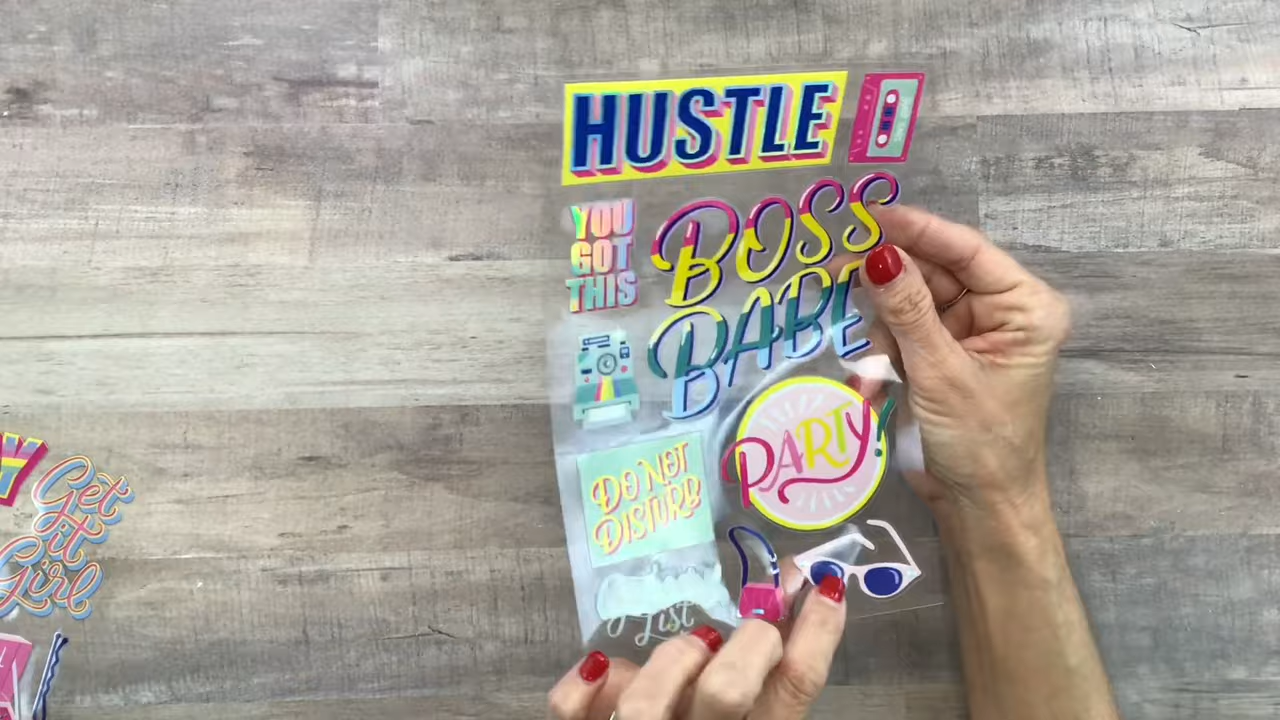 HUSTLE
YOU
GOT
THIS
BOSS
BABE
PARTY!
DO NOT
DISTURB
List
Get
it
Girl